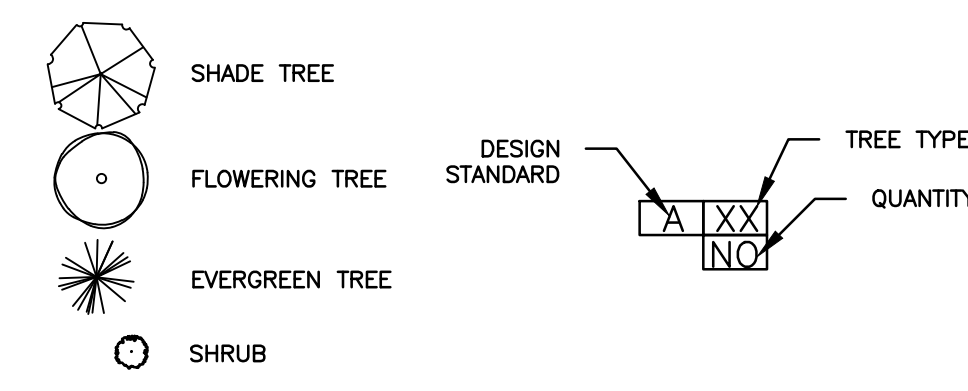 SHADE TREE
FLOWERING TREE
EVERGREEN TREE
SHRUB
DESIGN
STANDARD
TREE TYPE
QUANTITY
A XX
NO